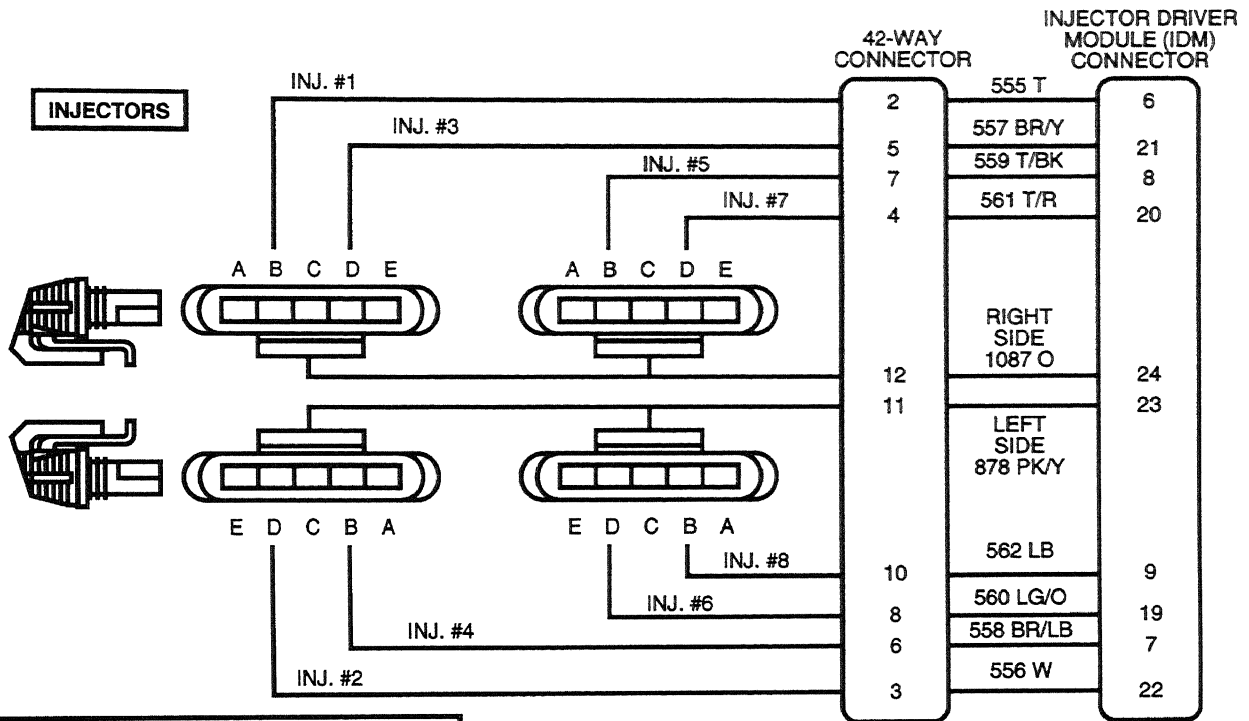 INJECTOR DRIVER
MODULE (IDM)
CONNECTOR
42-WAY
CONNECTOR
INJECTORS
INJ. #1
2
555 T
6
INJ. #3
5
557 BR/Y
21
INJ. #5
7
559 T/BK
8
INJ. #7
4
561 T/R
20
A B C D E
A B C D E
RIGHT
SIDE
1087 O
12
24
11
23
LEFT
SIDE
878 PK/Y
E D C B A
E D C B A
INJ. #8
10
562 LB
9
INJ. #6
8
560 LG/O
19
INJ. #4
6
558 BR/LB
7
INJ. #2
3
556 W
22